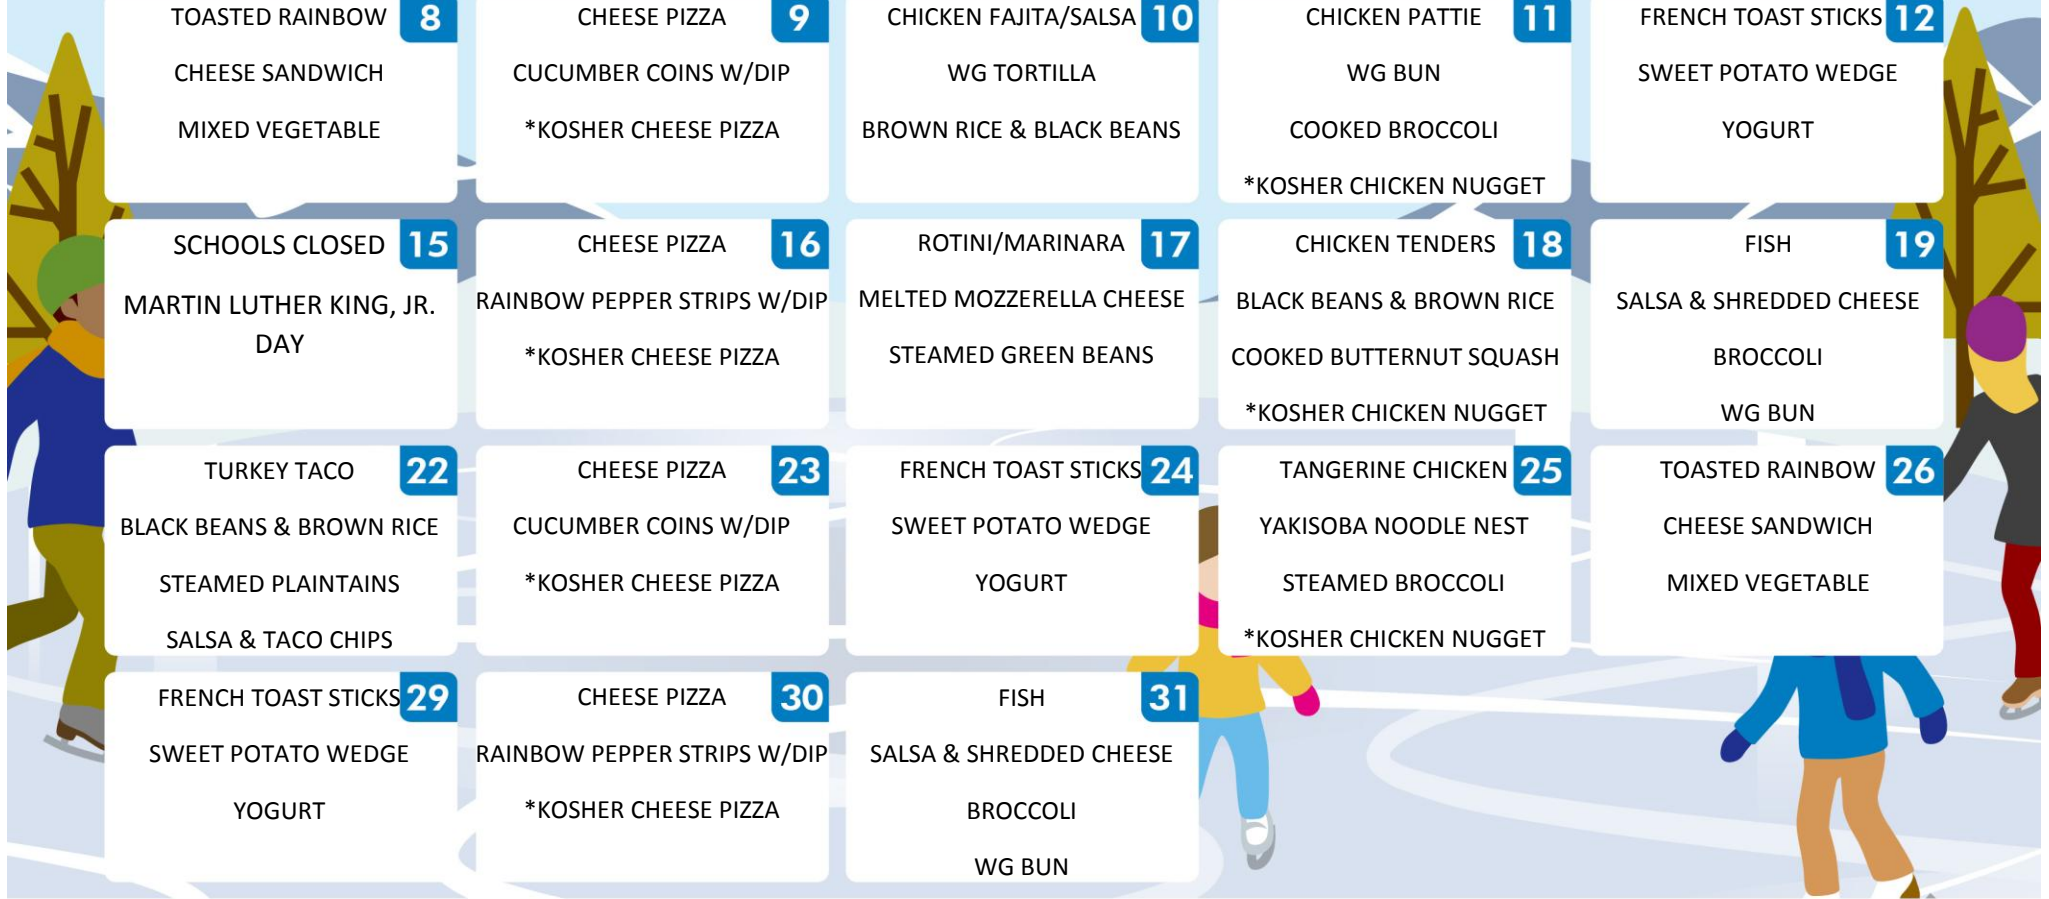 TOASTED RAINBOW 8
CHEESE SANDWICH
MIXED VEGETABLE
CHEESE PIZZA 9
CUCUMBER COINS W/DIP
*KOSHER CHEESE PIZZA
CHICKEN FAJITA/SALSA 10
WG TORTILLA
BROWN RICE & BLACK BEANS
CHICKEN PATTIE 11
WG BUN
COOKED BROCCOLI
*KOSHER CHICKEN NUGGET
FRENCH TOAST STICKS 12
SWEET POTATO WEDGE
YOGURT
SCHOOLS CLOSED 15
MARTIN LUTHER KING, JR.
DAY
CHEESE PIZZA 16
RAINBOW PEPPER STRIPS W/DIP
*KOSHER CHEESE PIZZA
ROTINI/MARINARA 17
MELTED MOZZERELLA CHEESE
STEAMED GREEN BEANS
CHICKEN TENDERS 18
BLACK BEANS & BROWN RICE
COOKED BUTTERNUT SQUASH
*KOSHER CHICKEN NUGGET
FISH 19
SALSA & SHREDDED CHEESE
BROCCOLI
WG BUN
TURKEY TACO 22
BLACK BEANS & BROWN RICE
STEAMED PLAINTAINS
SALSA & TACO CHIPS
CHEESE PIZZA 23
CUCUMBER COINS W/DIP
*KOSHER CHEESE PIZZA
FRENCH TOAST STICKS 24
SWEET POTATO WEDGE
YOGURT
TANGERINE CHICKEN 25
YAKISOBA NOODLE NEST
STEAMED BROCCOLI
*KOSHER CHICKEN NUGGET
TOASTED RAINBOW 26
CHEESE SANDWICH
MIXED VEGETABLE
FRENCH TOAST STICKS 29
SWEET POTATO WEDGE
YOGURT
CHEESE PIZZA 30
RAINBOW PEPPER STRIPS W/DIP
*KOSHER CHEESE PIZZA
FISH 31
SALSA & SHREDDED CHEESE
BROCCOLI
WG BUN